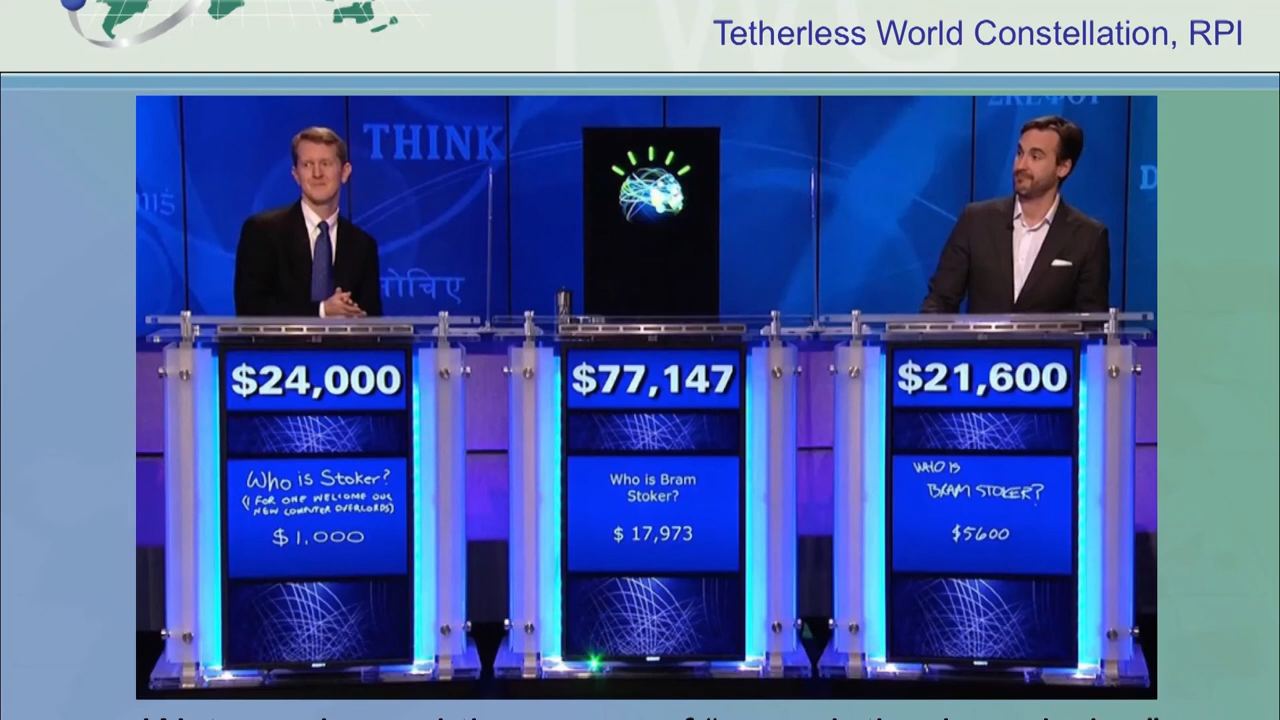 Tetherless World Constellation, RPI
THINK
$24,000
Who is Stoker?
(I FOR ONE WELCOME OUR
NEW COMPUTER OVERLORDS)
$1,000
$77,147
Who is Bram
Stoker?
$ 17,973
$21,600
WHO IS
BRAM STOKER?
$5600